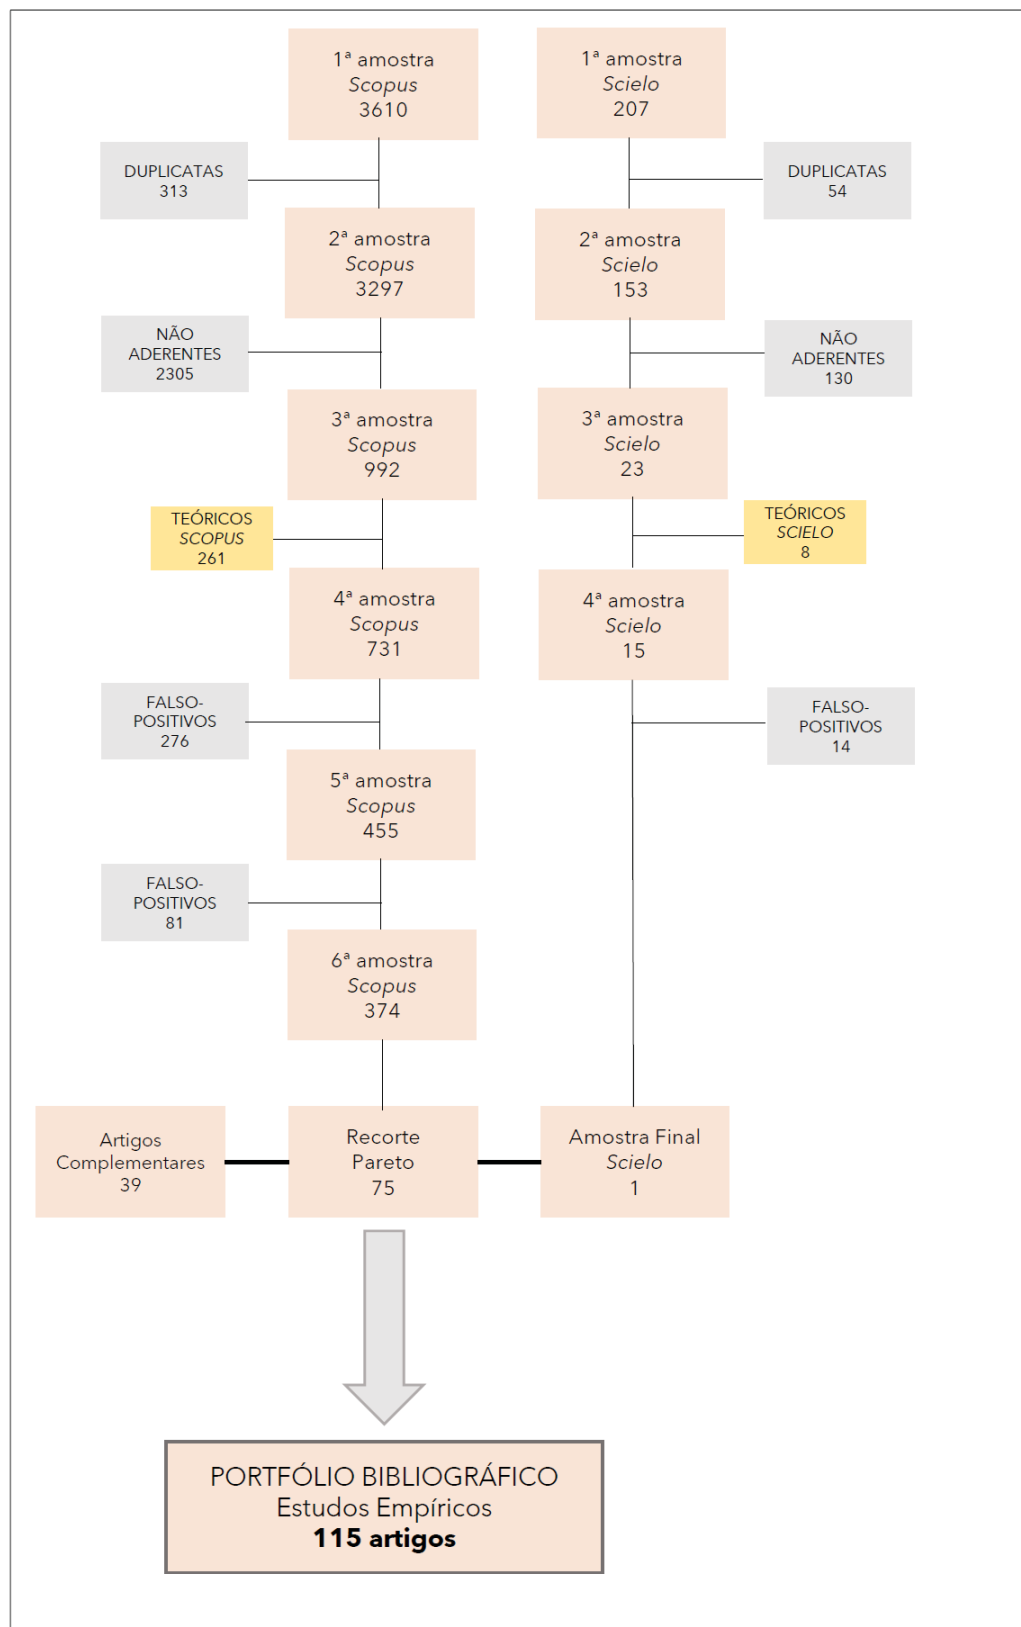 1ª amostra
Scopus
3610
1ª amostra
Scielo
207
DUPLICATAS
313
DUPLICATAS
54
2ª amostra
Scopus
3297
2ª amostra
Scielo
153
NÃO
ADERENTES
2305
NÃO
ADERENTES
130
3ª amostra
Scopus
992
3ª amostra
Scielo
23
TEÓRICOS
SCOPUS
261
TEÓRICOS
SCIELO
8
4ª amostra
Scopus
731
4ª amostra
Scielo
15
FALSO-
POSITIVOS
276
FALSO-
POSITIVOS
14
5ª amostra
Scopus
455
FALSO-
POSITIVOS
81
6ª amostra
Scopus
374
Artigos
Complementares
39
Recorte
Pareto
75
Amostra Final
Scielo
1
PORTFÓLIO BIBLIOGRÁFICO
Estudos Empíricos
115 artigos